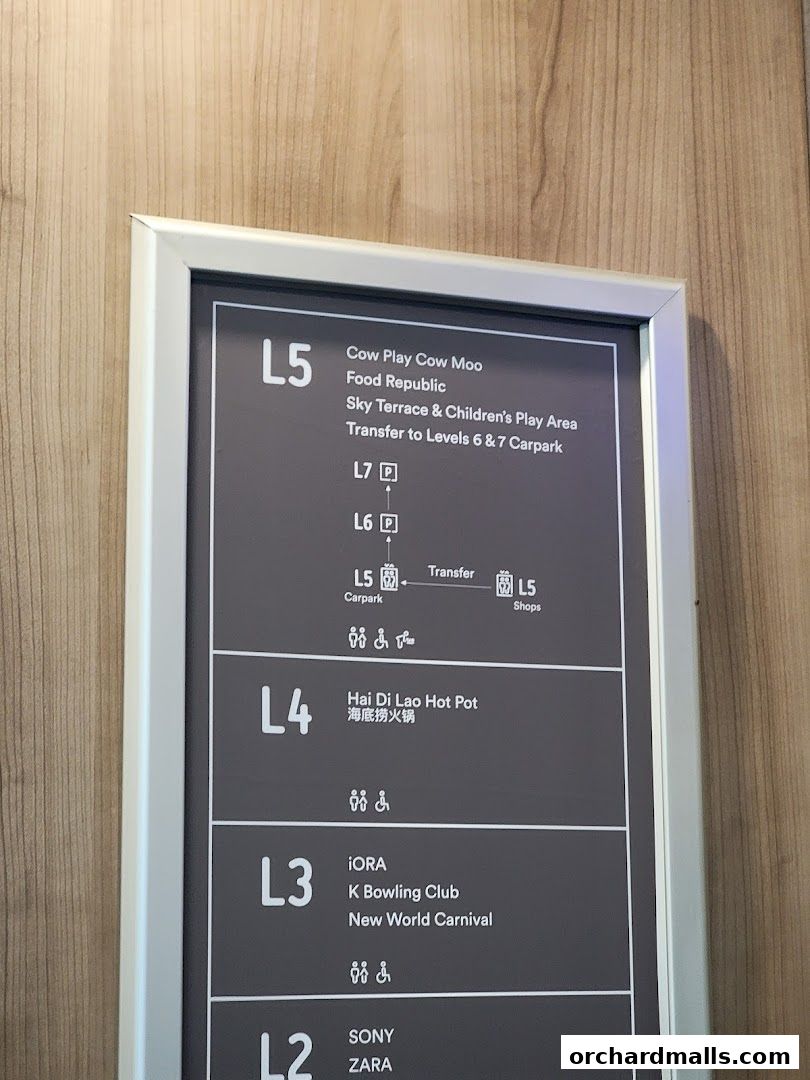 L5
Cow Play Cow Moo
Food Republic
Sky Terrace & Children's Play Area
Transfer to Levels 6 & 7 Carpark
L7 P
L6 P
L5 Transfer L5
Carpark Shops
L4
Hai Di Lao Hot Pot
海底捞火锅
L3
iORA
K Bowling Club
New World Carnival
L2
SONY
ZARA
orchardmalls.com